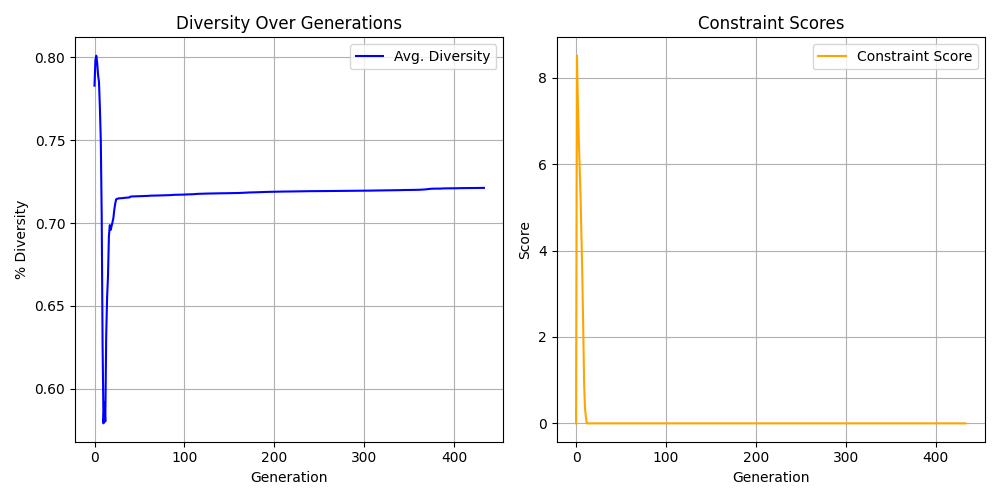 Diversity Over Generations
Avg. Diversity
% Diversity
0.80
0.75
0.70
0.65
0.60
0 100 200 300 400
Generation
Constraint Scores
Constraint Score
Score
8
6
4
2
0
0 100 200 300 400
Generation